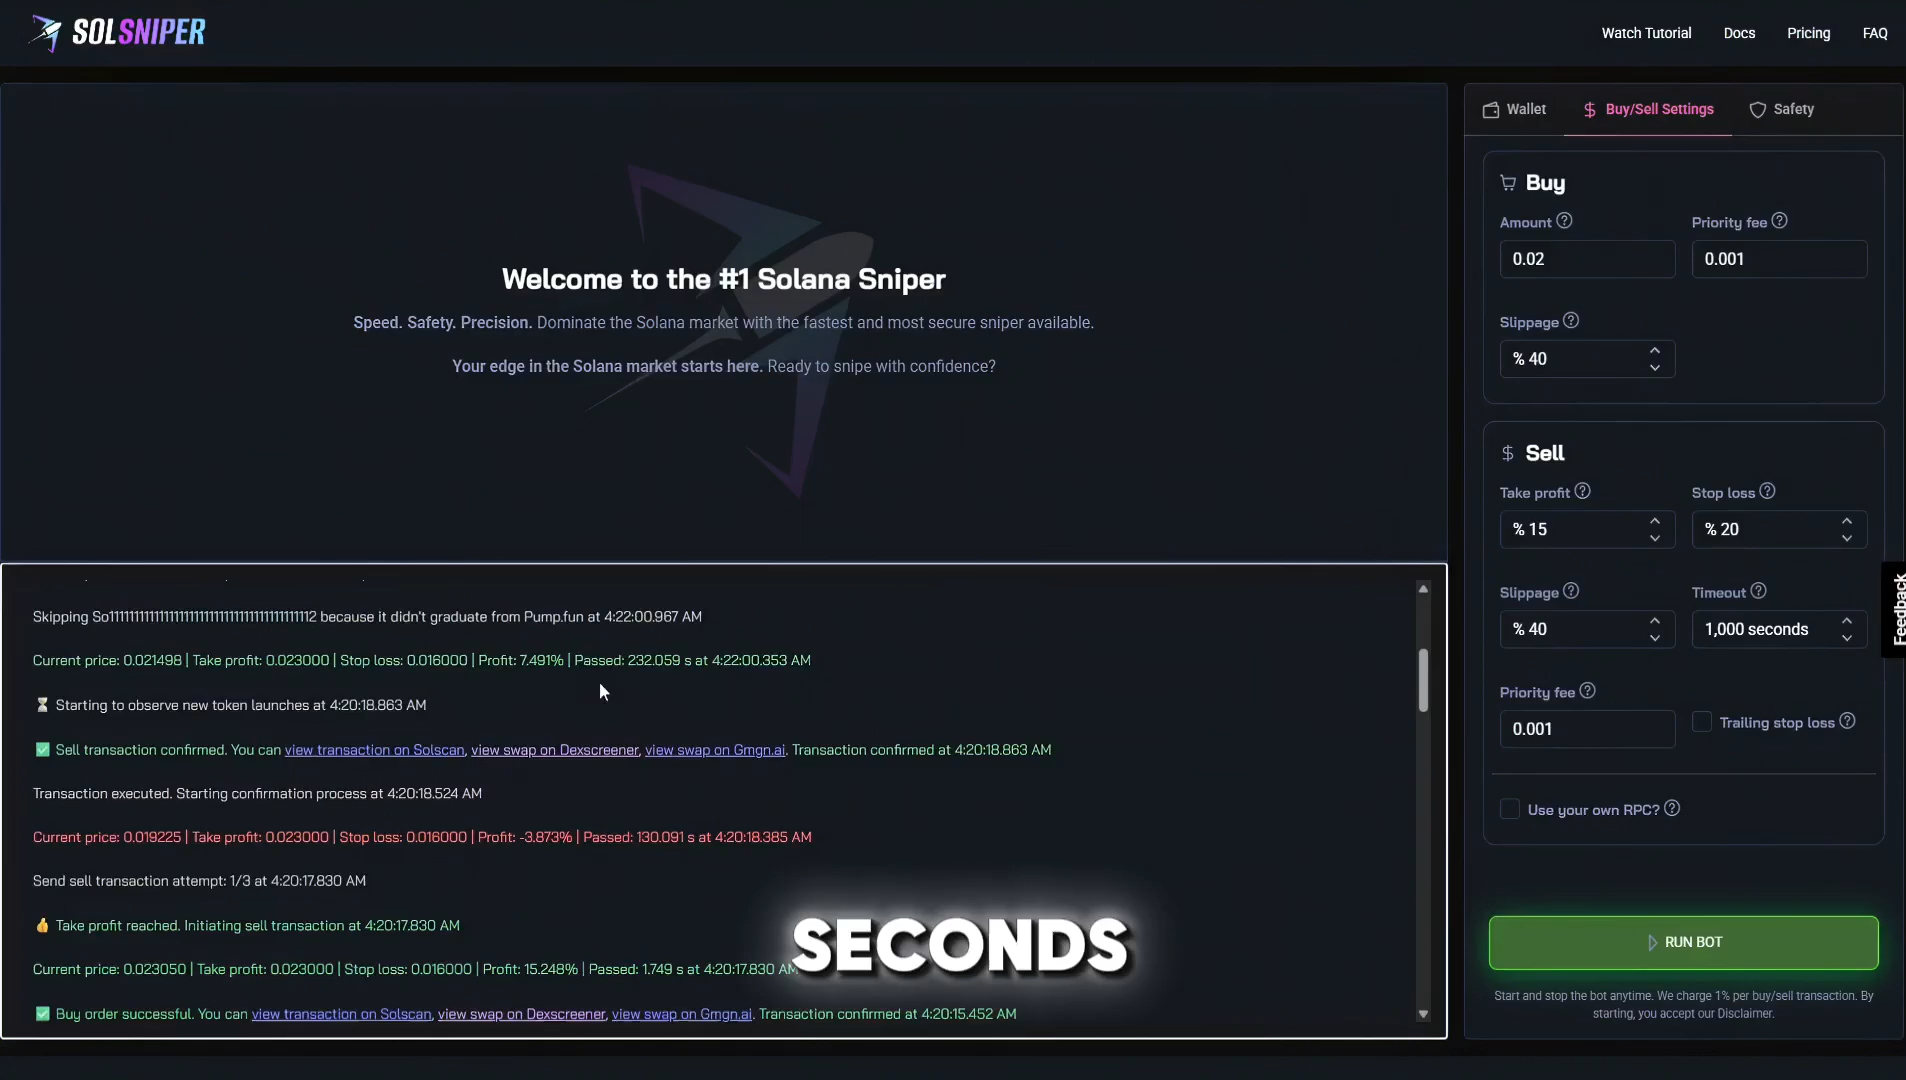 SOLSNIPER
Watch Tutorial
Docs
Pricing
FAQ
Welcome to the #1 Solana Sniper
Speed. Safety. Precision. Dominate the Solana market with the fastest and most secure sniper available.
Your edge in the Solana market starts here. Ready to snipe with confidence?
Skipping So11111111111111111111111111111111111111112 because it didn't graduate from Pump.fun at 4:22:00.967 AM
Current price: 0.021498 | Take profit: 0.023000 | Stop loss: 0.016000 | Profit: 7.491% | Passed: 232.059 s at 4:22:00.353 AM
⏳ Starting to observe new token launches at 4:20:18.863 AM
✅ Sell transaction confirmed. You can view transaction on Solscan, view swap on Dexscreener, view swap on Gmgn.ai. Transaction confirmed at 4:20:18.863 AM
Transaction executed. Starting confirmation process at 4:20:18.524 AM
Current price: 0.019225 | Take profit: 0.023000 | Stop loss: 0.016000 | Profit: -3.873% | Passed: 130.091 s at 4:20:18.385 AM
Send sell transaction attempt: 1/3 at 4:20:17.830 AM
👍 Take profit reached. Initiating sell transaction at 4:20:17.830 AM
Current price: 0.023050 | Take profit: 0.023000 | Stop loss: 0.016000 | Profit: 15.248% | Passed: 1.749 s at 4:20:17.830 AM
✅ Buy order successful. You can view transaction on Solscan, view swap on Dexscreener, view swap on Gmgn.ai. Transaction confirmed at 4:20:15.452 AM
SECONDS
Wallet
Buy/Sell Settings
Safety
Buy
Amount
Priority fee
0.02
0.001
Slippage
% 40
Sell
Take profit
Stop loss
% 15
% 20
Slippage
Timeout
% 40
1,000 seconds
Priority fee
0.001
Trailing stop loss
Use your own RPC?
RUN BOT
Start and stop the bot anytime. We charge 1% per buy/sell transaction. By
starting, you accept our Disclaimer.
Feedback